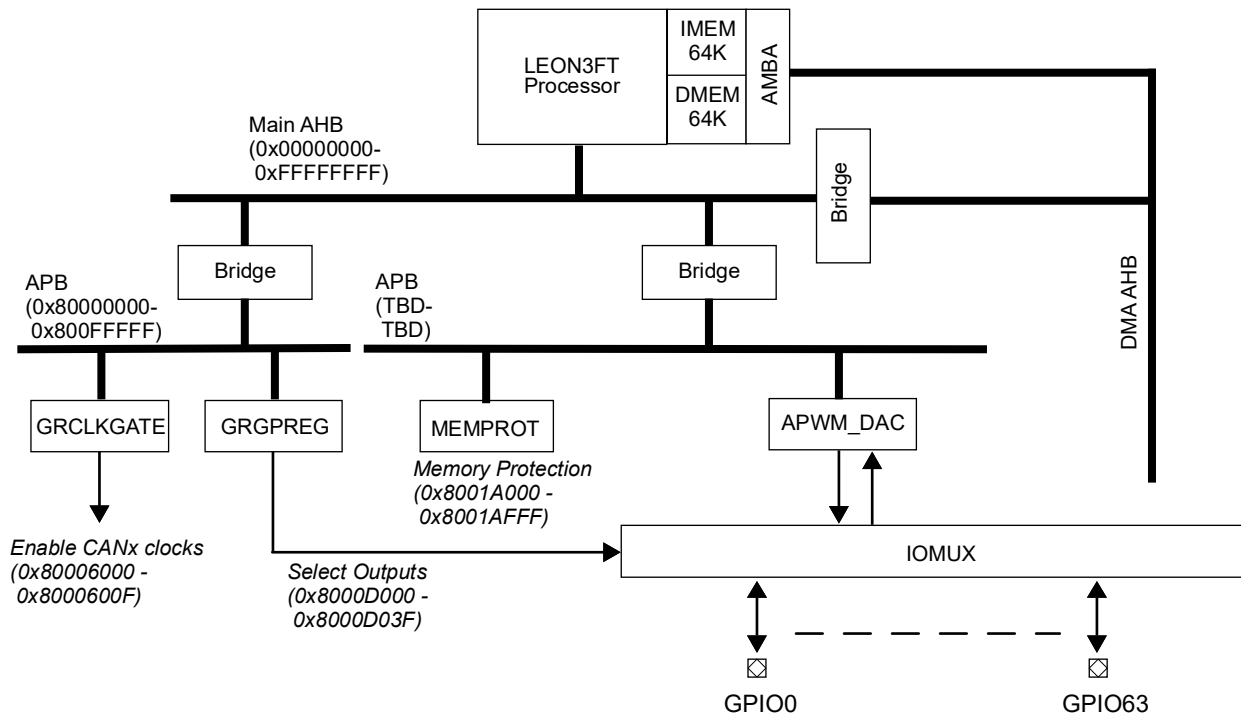 LEON3FT
Processor
IMEM
64K
DMEM
64K
AMBA
Main AHB
(0x00000000-
0xFFFFFFFF)
Bridge
Bridge
Bridge
APB
(0x80000000-
0x800FFFFF)
APB
(TBD-
TBD)
DMA AHB
GRCLKGATE
GRGPREG
MEMPROT
APWM_DAC
Memory Protection
(0x8001A000 -
0x8001AFFF)
Enable CANx clocks
(0x80006000 -
0x8000600F)
Select Outputs
(0x8000D000 -
0x8000D03F)
IOMUX
GPIO0
GPIO63